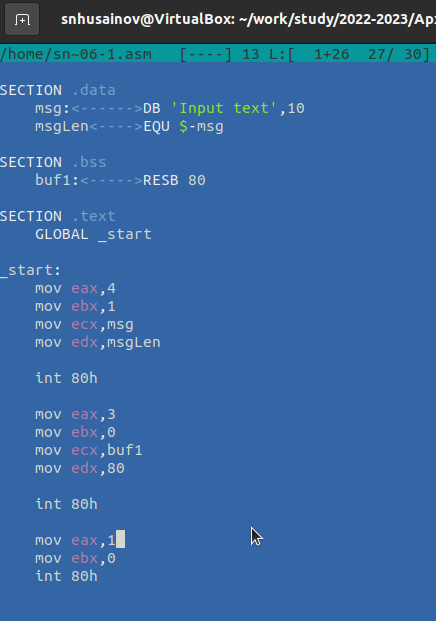 snhusainov@VirtualBox: ~/work/study/2022-2023/Арх
/home/sn~06-1.asm [----] 13 L:[ 1+26 27/ 30]
SECTION .data
msg:<------>DB 'Input text',10
msgLen<---->EQU $-msg
SECTION .bss
buf1:<----->RESB 80
SECTION .text
GLOBAL _start
_start:
mov eax,4
mov ebx,1
mov ecx,msg
mov edx,msgLen
int 80h
mov eax,3
mov ebx,0
mov ecx,buf1
mov edx,80
int 80h
mov eax,1
mov ebx,0
int 80h